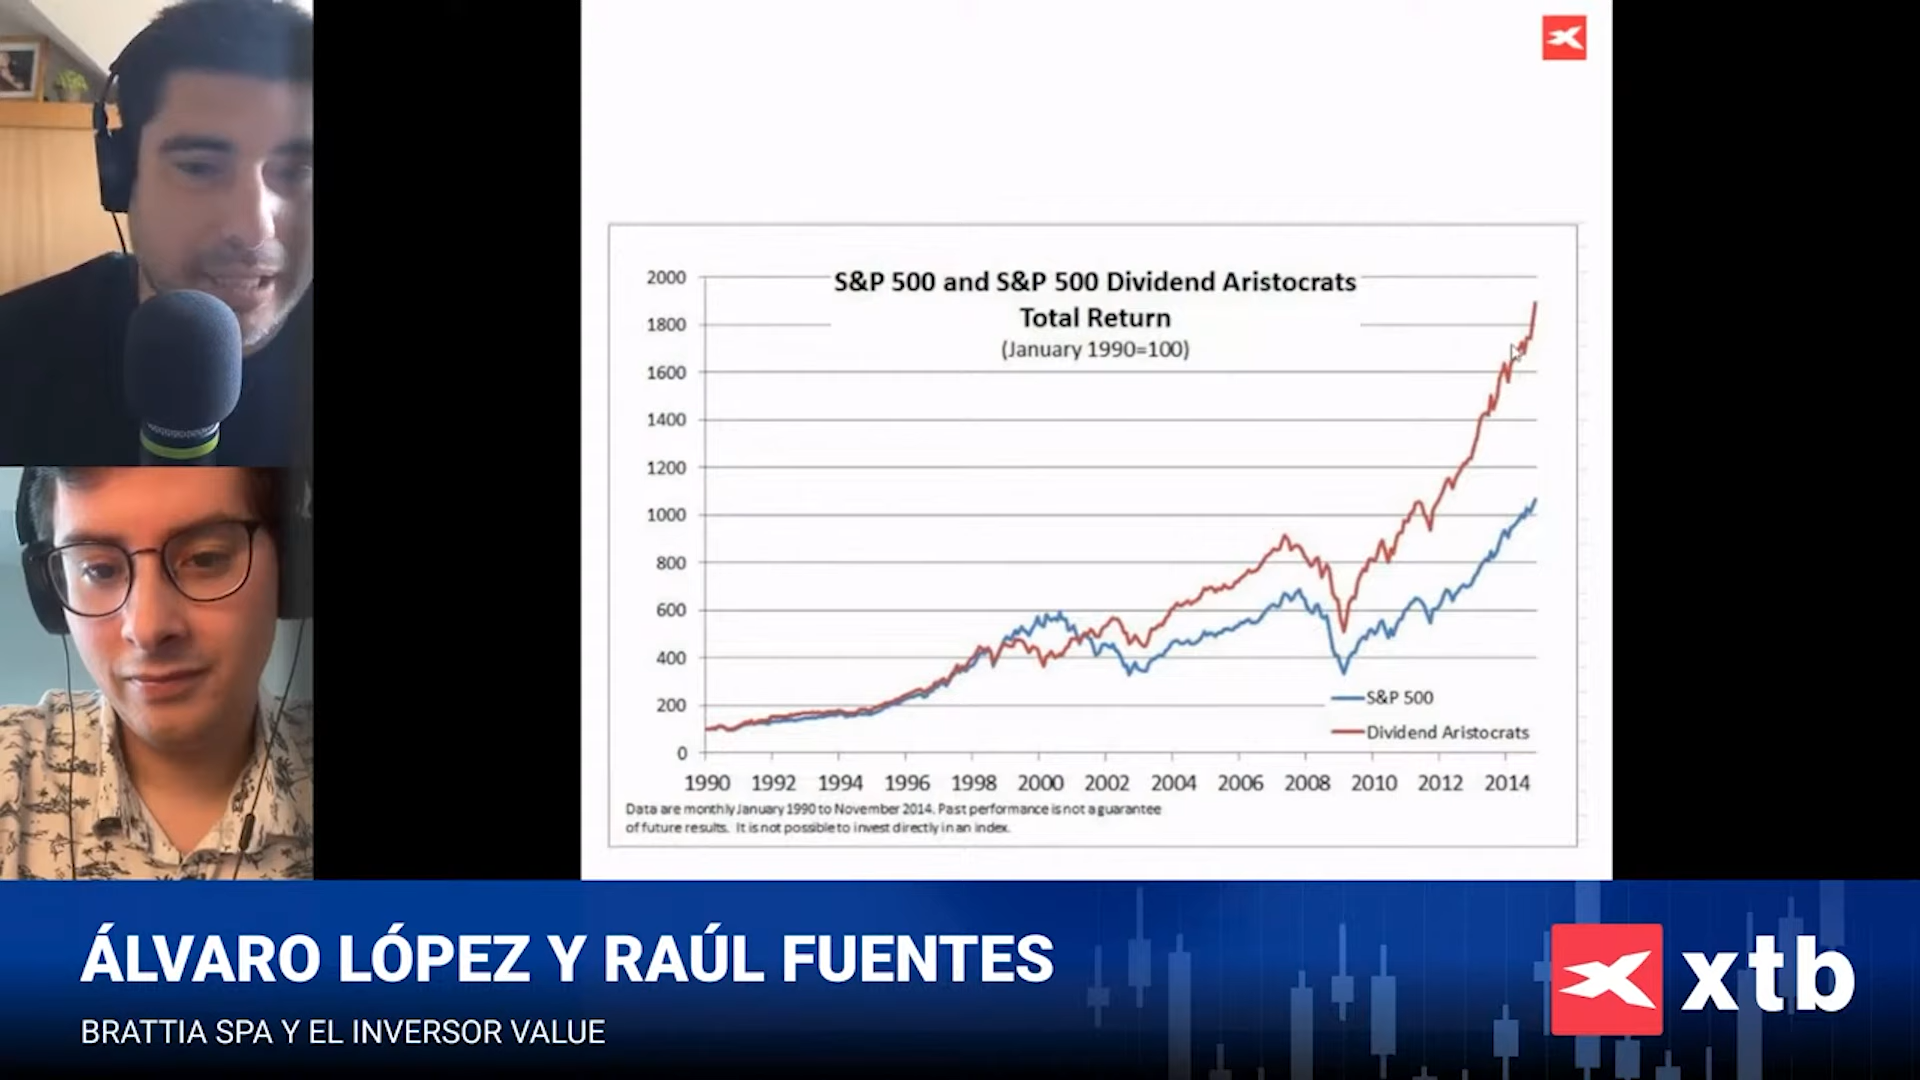 S&P 500 and S&P 500 Dividend Aristocrats
Total Return
(January 1990=100)
2000
1800
1600
1400
1200
1000
800
600
400
200
0
S&P 500
Dividend Aristocrats
1990 1992 1994 1996 1998 2000 2002 2004 2006 2008 2010 2012 2014
Data are monthly January 1990 to November 2014. Past performance is not a guarantee
of future results. It is not possible to invest directly in an index.
ÁLVARO LÓPEZ Y RAÚL FUENTES
BRATTIA SPA Y EL INVERSOR VALUE
xtb